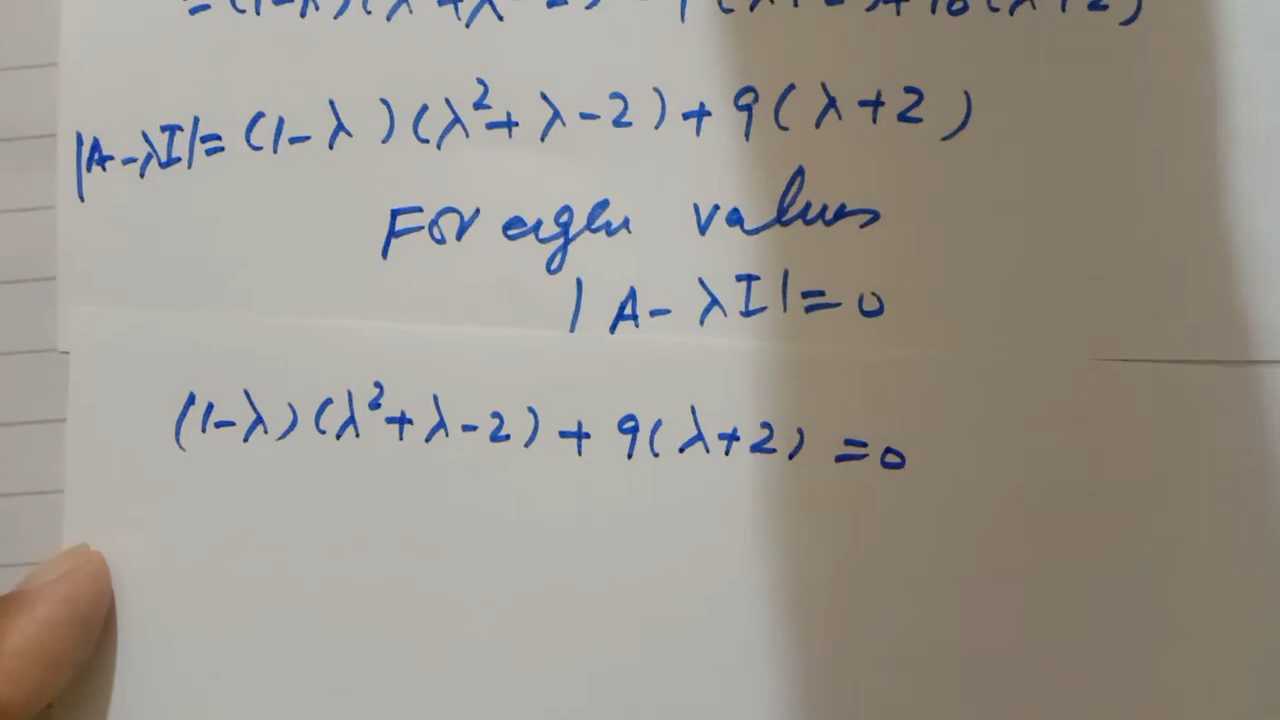 |A-λI|= (1-λ)(λ²+λ-2)+9(λ+2)
For eigen values
|A-λI|=0
(1-λ)(λ²+λ-2)+9(λ+2)=0